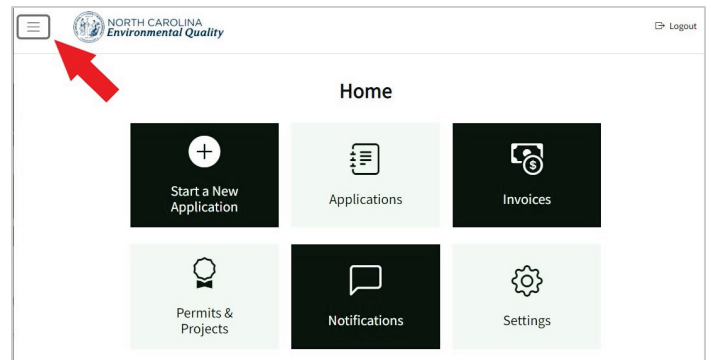 NORTH CAROLINA
Environmental Quality
Logout
Home
Start a New
Application
Applications
Invoices
Permits &
Projects
Notifications
Settings